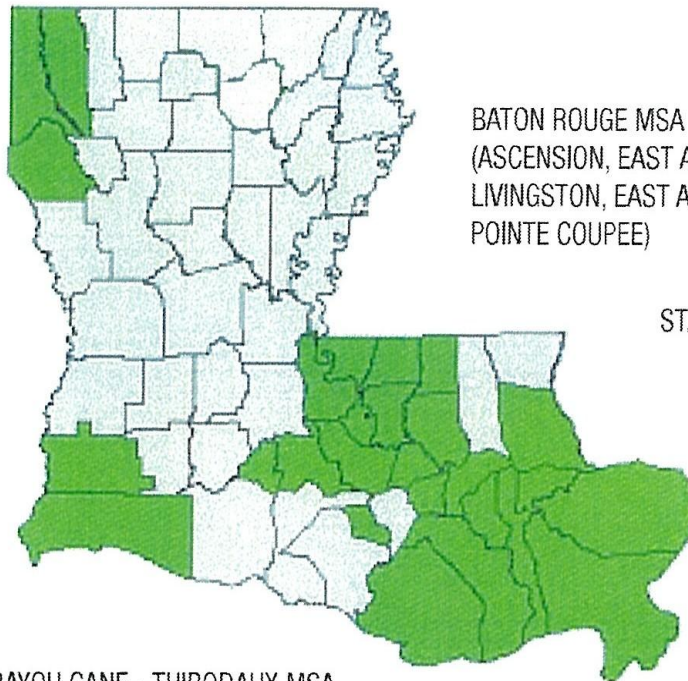 BATON ROUGE MSA
(ASCENSION, EAST
LIVINGSTON, EAST
POINTE COUPEE)
BAYOU CANE - THIBODAUX MSA